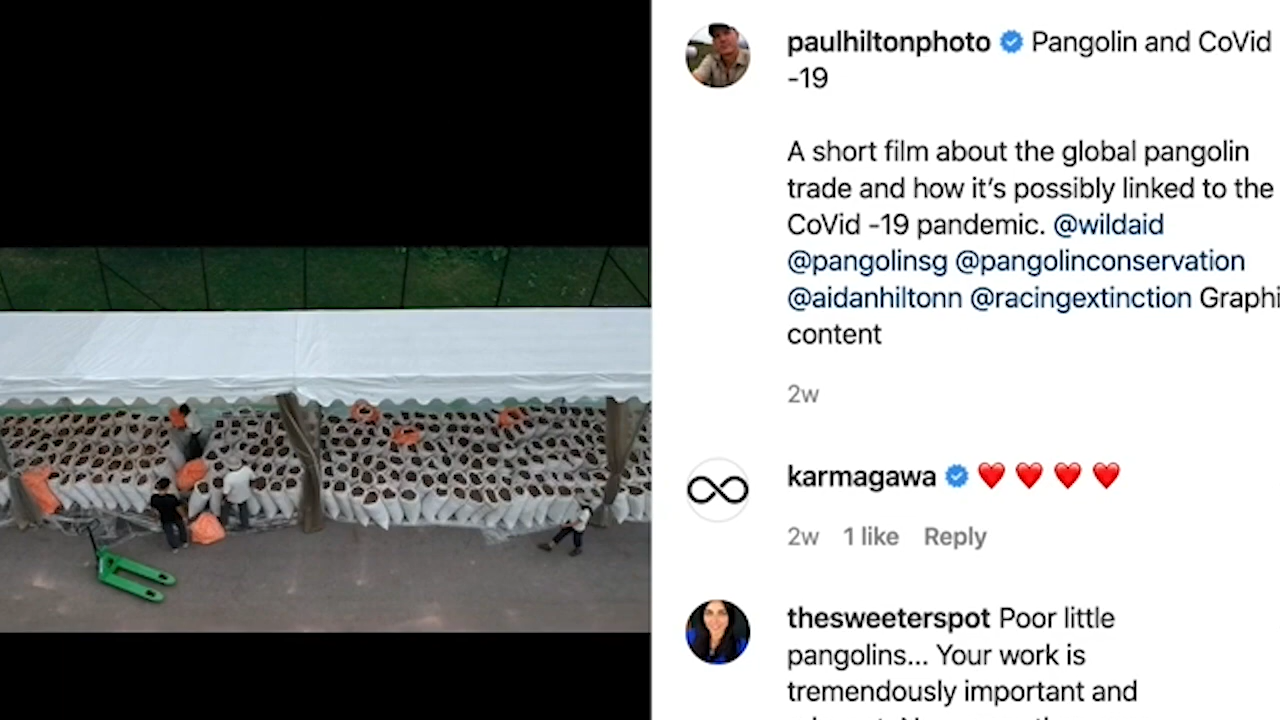 paulhiltonphoto Pangolin and CoVid
-19
A short film about the global pangolin
trade and how it’s possibly linked to the
CoVid -19 pandemic. @wildaid
@pangolinsg @pangolinconservation
@aidanhiltonn @racingextinction Graphi
content
2w
karmagawa ❤️ ❤️ ❤️ ❤️
2w 1 like Reply
thesweeterspot Poor little
pangolins... Your work is
tremendously important and